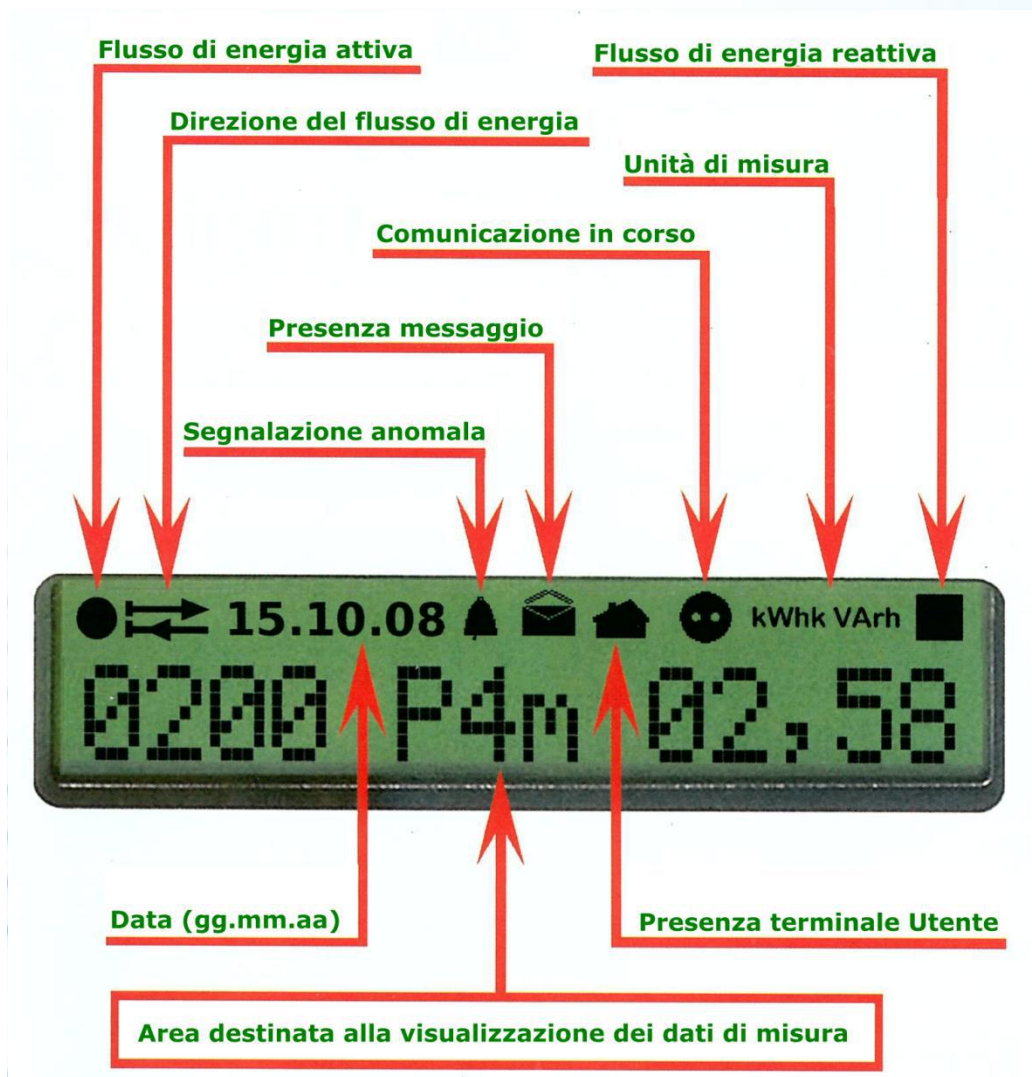 Flusso di energia attiva
Flusso di energia reattiva
Direzione del flusso di energia
Unità di misura
Comunicazione in corso
Presenza messaggio
Segnalazione anomala
15.10.08 kWhk VArh
0200 P4m 02,58
Data (gg.mm.aa)
Presenza terminale Utente
Area destinata alla visualizzazione dei dati di misura